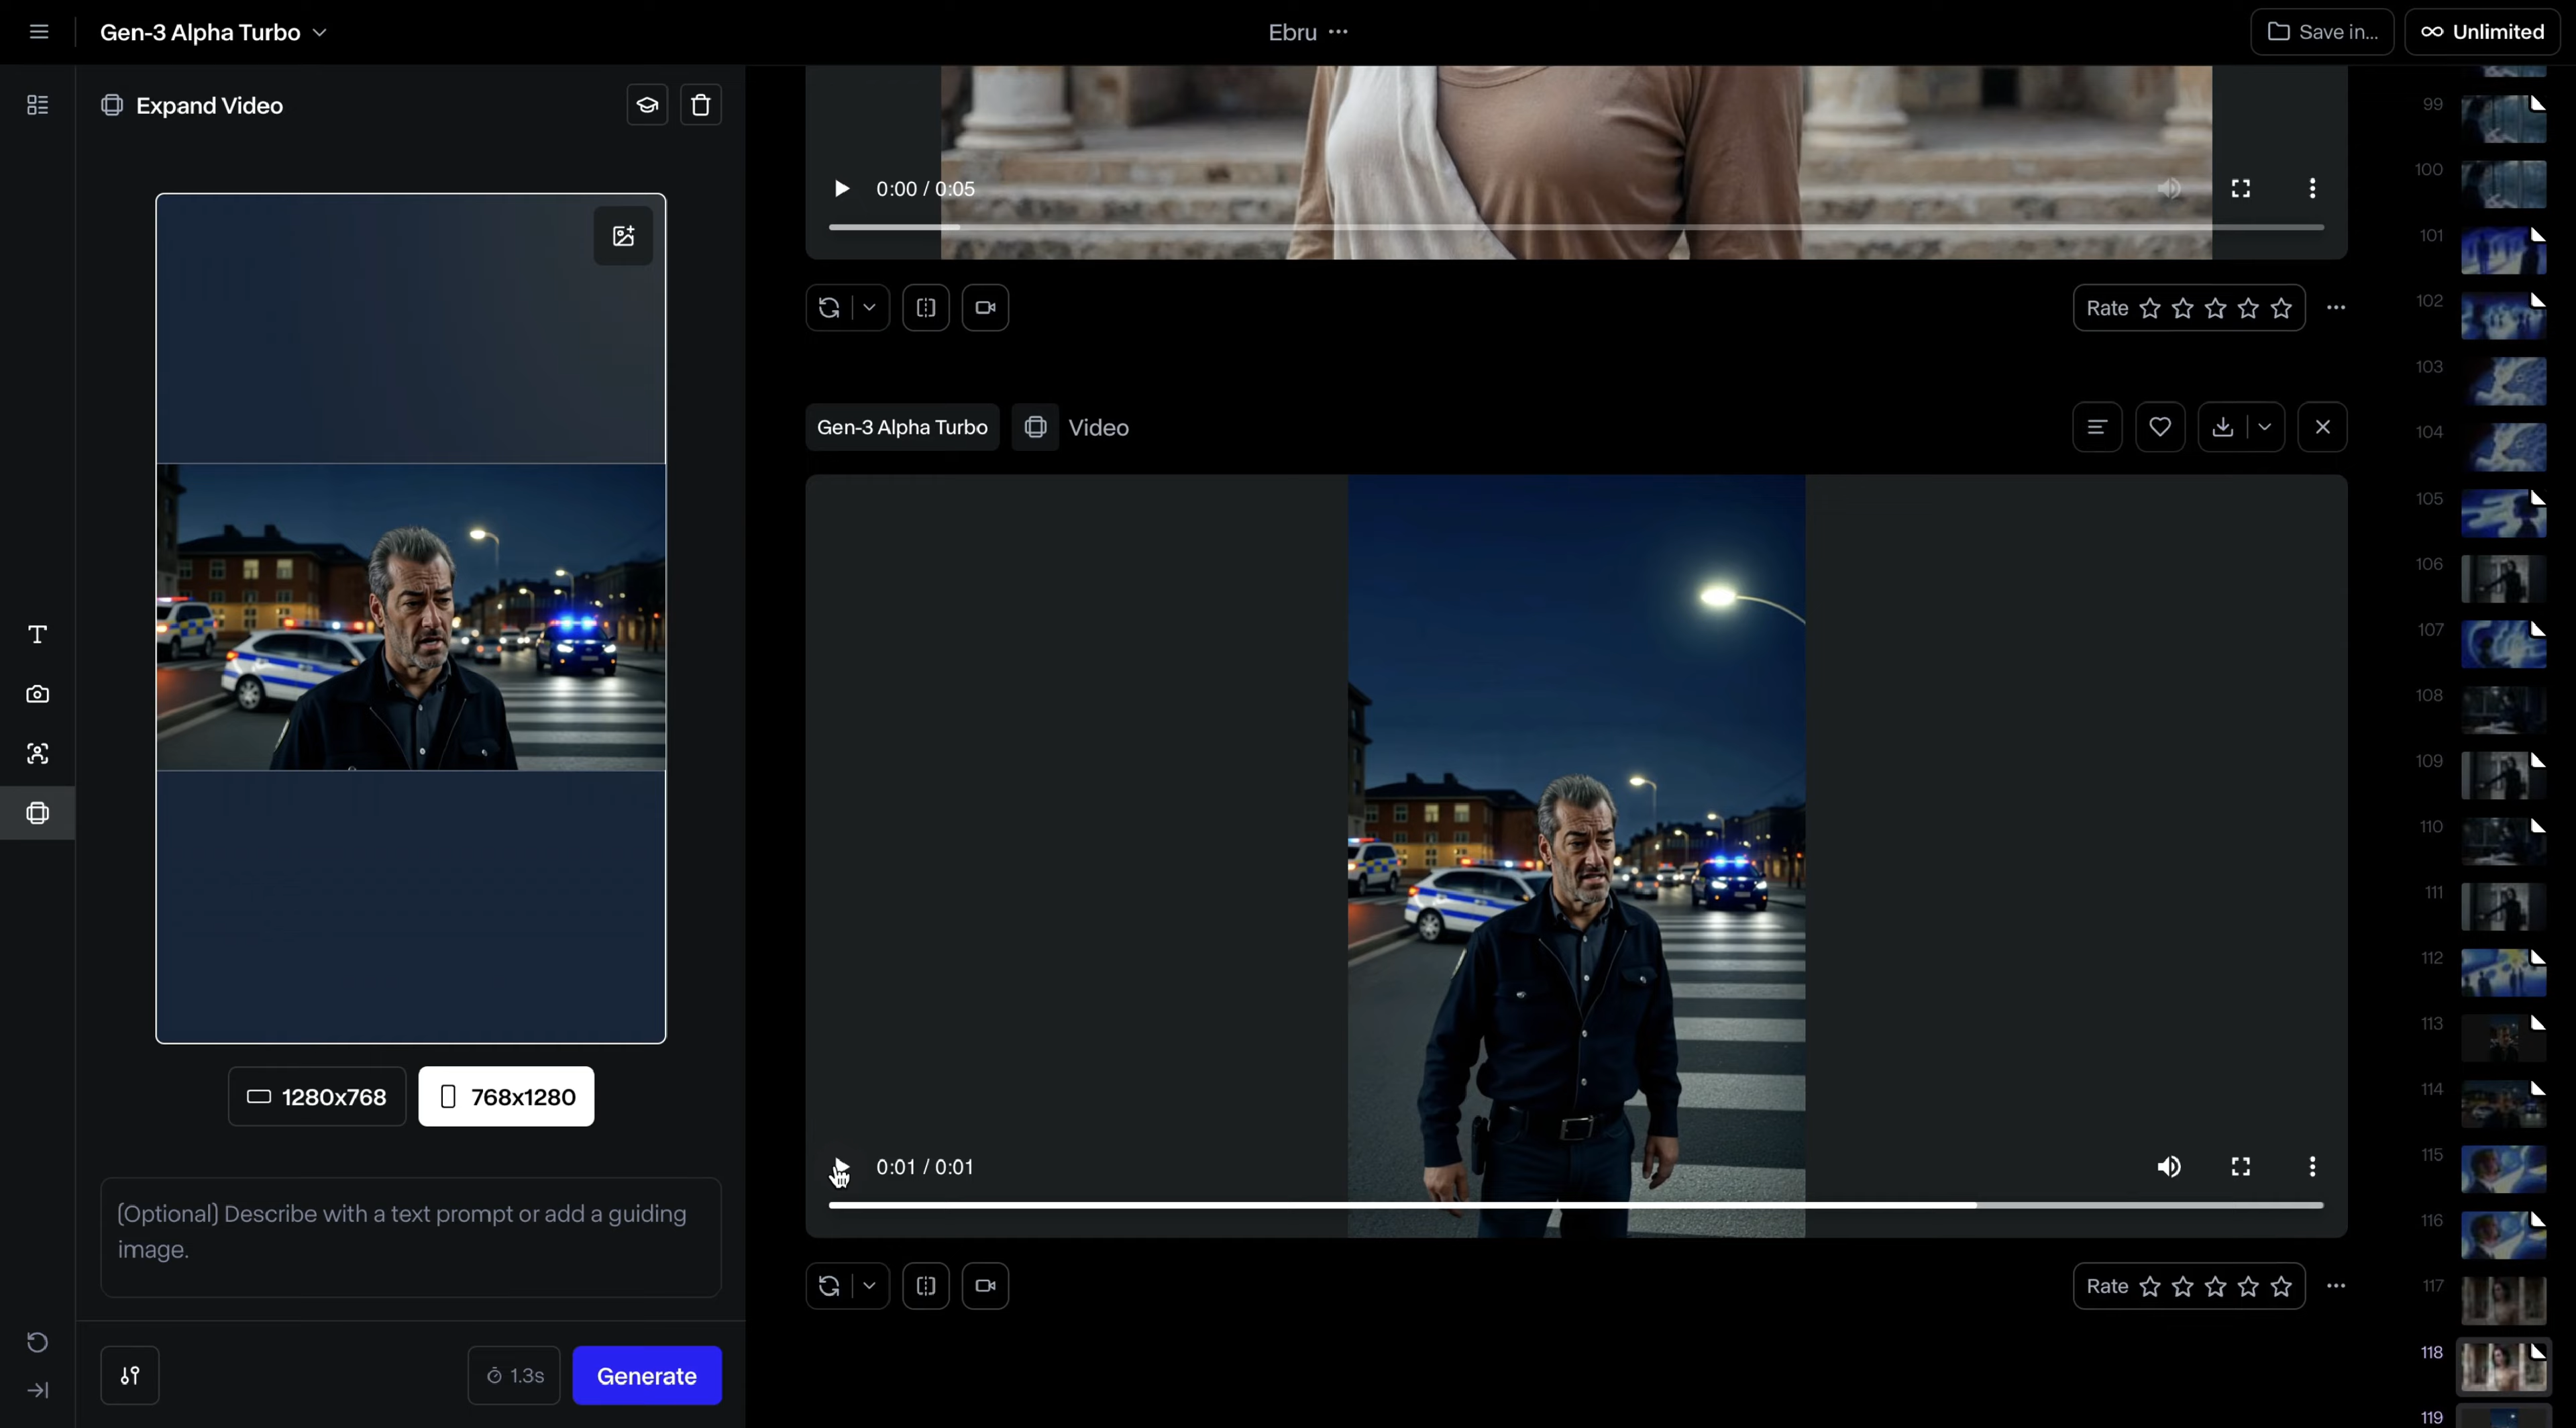 Gen-3 Alpha Turbo
Ebru
Save in...
Unlimited
Expand Video
0:00 / 0:05
Rate
Gen-3 Alpha Turbo
Video
0:01 / 0:01
Rate
1280x768
768x1280
(Optional) Describe with a text prompt or add a guiding
image.
1.3s
Generate
99
100
101
102
103
104
105
106
107
108
109
110
111
112
113
114
115
116
117
118
119